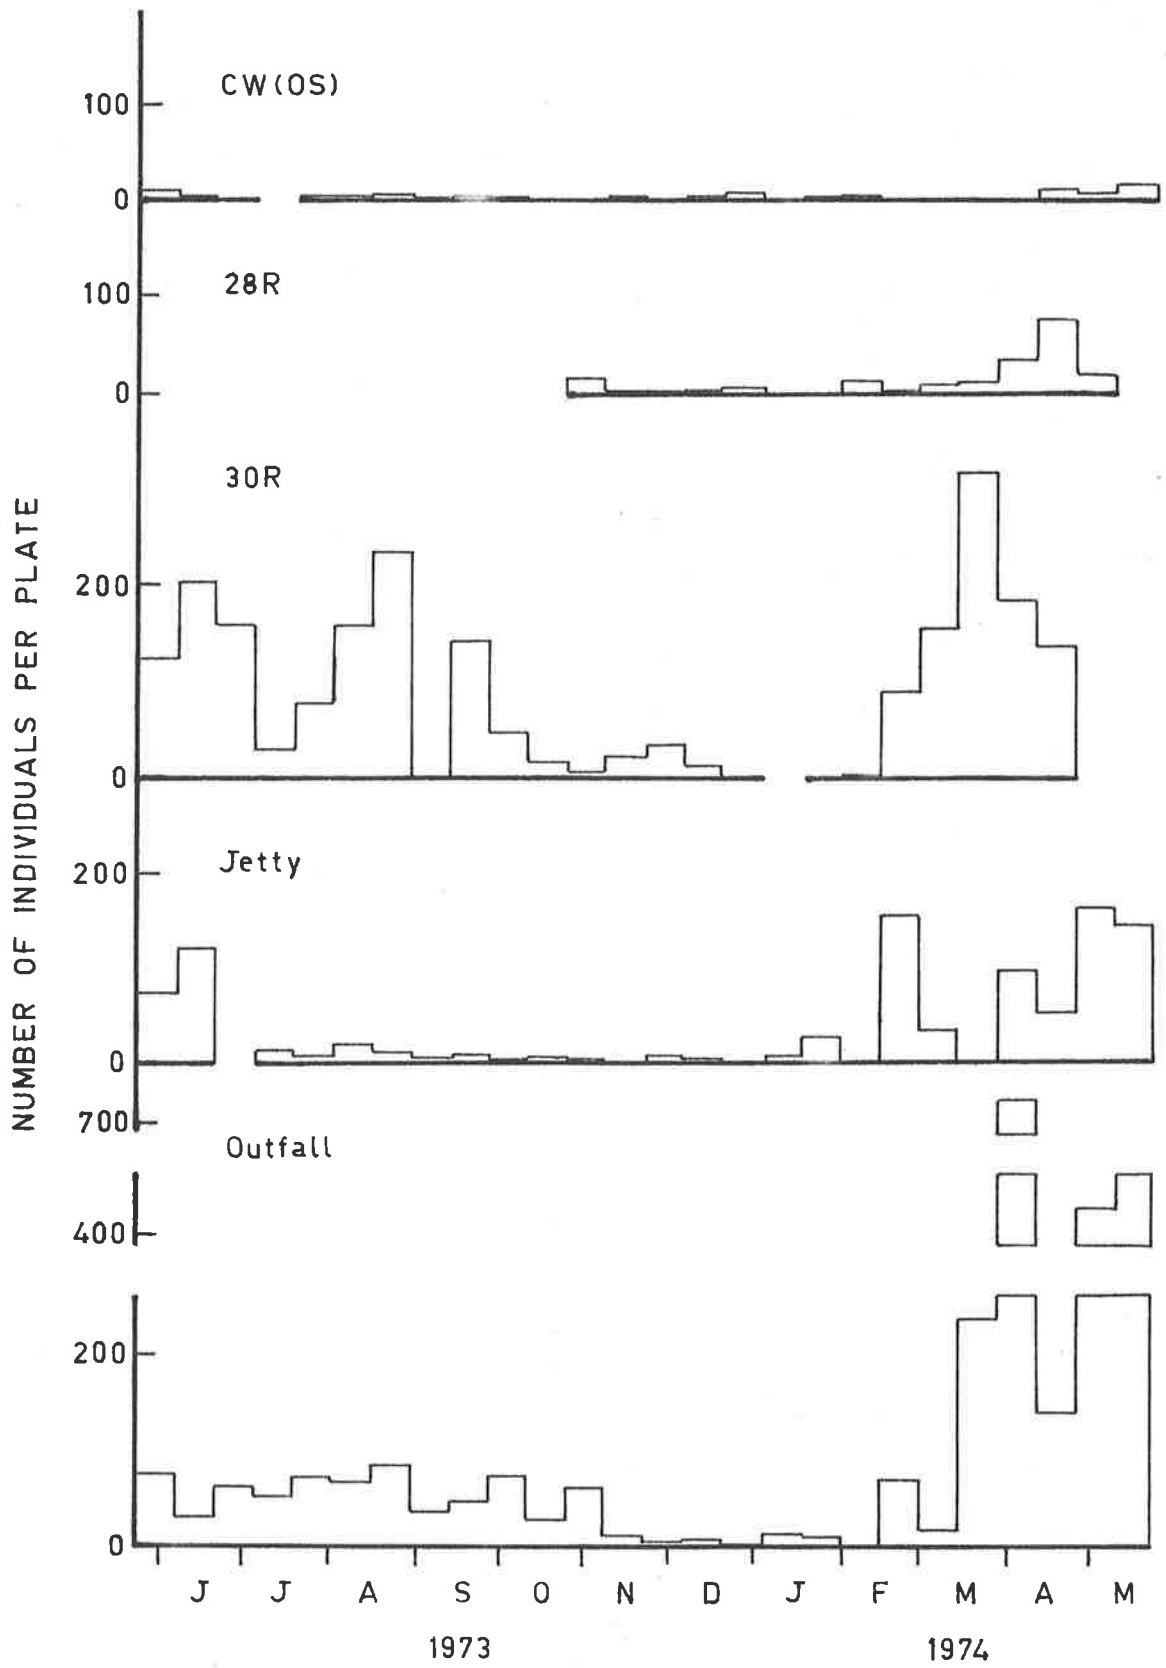 NUMBER OF INDIVIDUALS PER PLATE
CW(OS)
100
0
28R
100
0
30R
200
0
Jetty
200
0
700
Outfall
400
200
0
J J A S O N D J F M A M
1973 1974